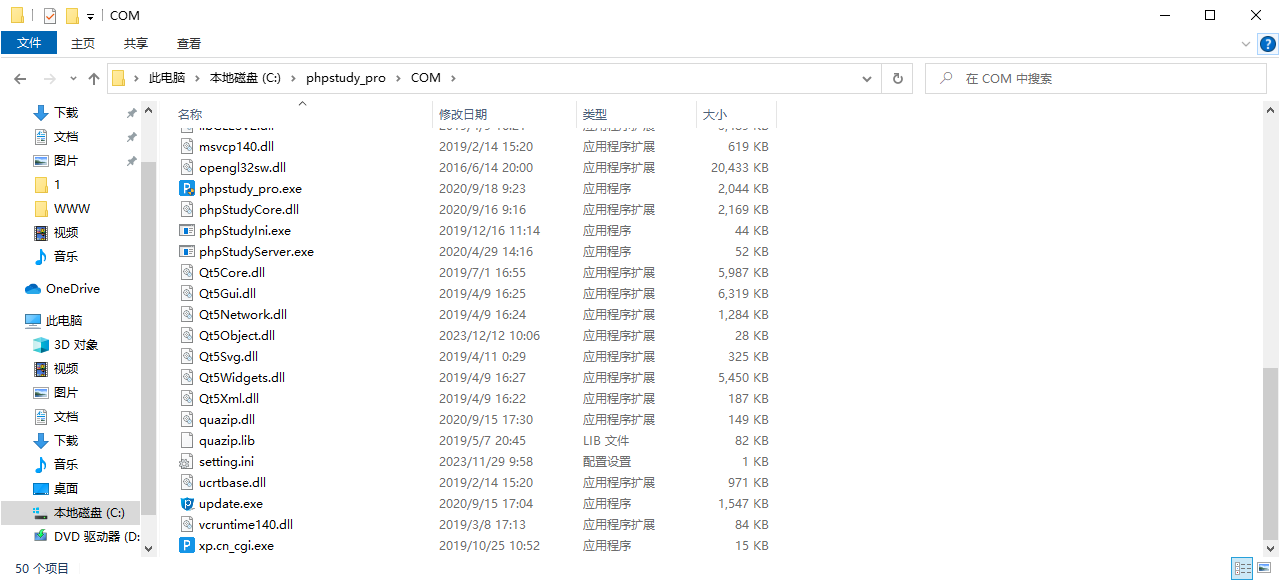 COM
文件 主页 共享 查看
此电脑 本地磁盘 (C:) phpstudy_pro COM 在 COM 中搜索
名称 修改日期 类型 大小
下载
文档
图片
1
WWW
视频
音乐
OneDrive
此电脑
3D 对象
视频
图片
文档
下载
音乐
桌面
本地磁盘 (C:)
DVD 驱动器 (D:
msvcp140.dll 2019/2/14 15:20 应用程序扩展 619 KB
opengl32sw.dll 2016/6/14 20:00 应用程序扩展 20,433 KB
phpstudy_pro.exe 2020/9/18 9:23 应用程序 2,044 KB
phpStudyCore.dll 2020/9/16 9:16 应用程序扩展 2,169 KB
phpStudyIni.exe 2019/12/16 11:14 应用程序 44 KB
phpStudyServer.exe 2020/4/29 14:16 应用程序 52 KB
Qt5Core.dll 2019/7/1 16:55 应用程序扩展 5,987 KB
Qt5Gui.dll 2019/4/9 16:25 应用程序扩展 6,319 KB
Qt5Network.dll 2019/4/9 16:24 应用程序扩展 1,284 KB
Qt5Object.dll 2023/12/12 10:06 应用程序扩展 28 KB
Qt5Svg.dll 2019/4/11 0:29 应用程序扩展 325 KB
Qt5Widgets.dll 2019/4/9 16:27 应用程序扩展 5,450 KB
Qt5Xml.dll 2019/4/9 16:22 应用程序扩展 187 KB
quazip.dll 2020/9/15 17:30 应用程序扩展 149 KB
quazip.lib 2019/5/7 20:45 LIB 文件 82 KB
setting.ini 2023/11/29 9:58 配置设置 1 KB
ucrtbase.dll 2019/2/14 15:20 应用程序扩展 971 KB
update.exe 2020/9/15 17:04 应用程序 1,547 KB
vcruntime140.dll 2019/3/8 17:13 应用程序扩展 84 KB
xp.cn_cgi.exe 2019/10/25 10:52 应用程序 15 KB
50 个项目